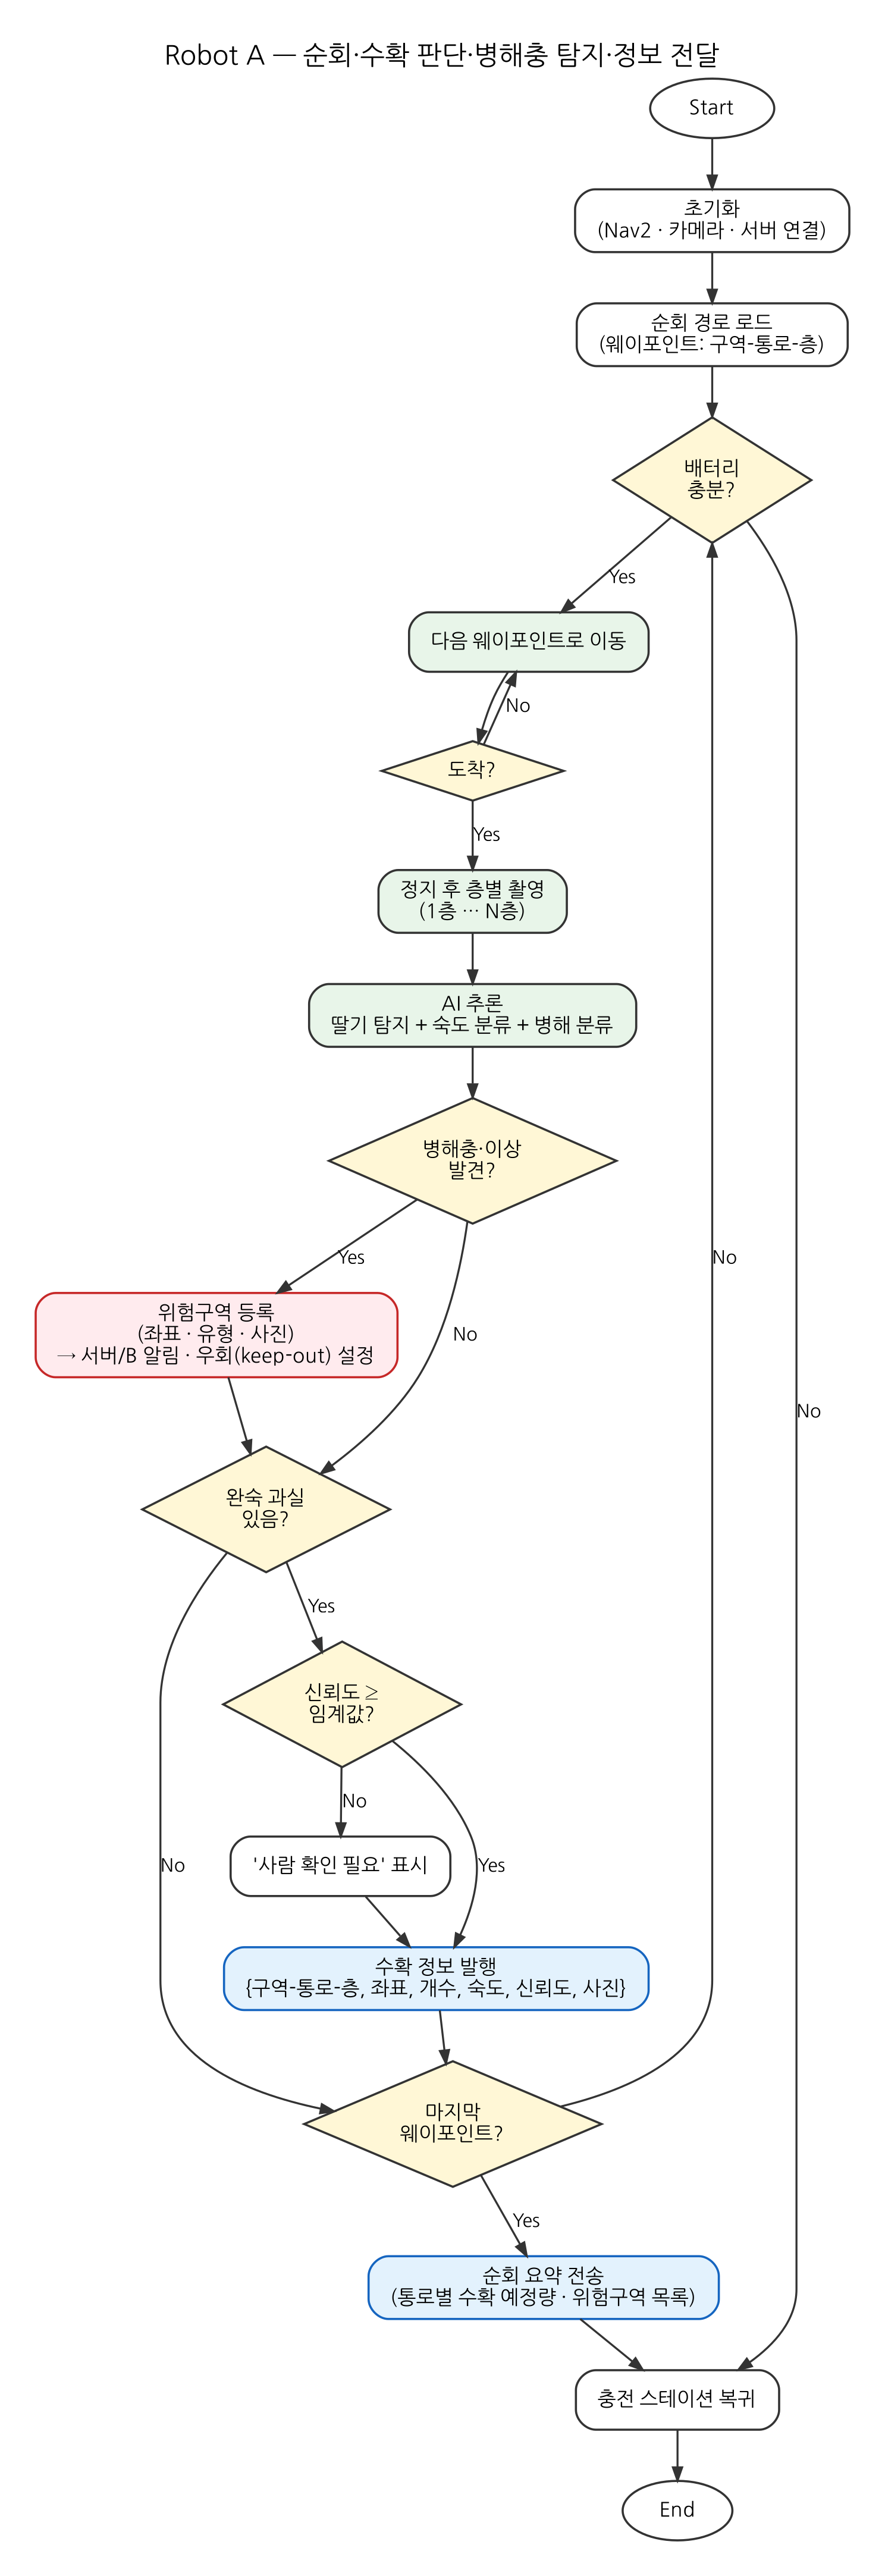 Robot A — 순회·수확 판단·병해충 탐지·정보 전달
Start
초기화
(Nav2 · 카메라 · 서버 연결)
순회 경로 로드
(웨이포인트: 구역-통로-층)
배터리
충분?
Yes
다음 웨이포인트로 이동
No
도착?
Yes
정지 후 층별 촬영
(1층 … N층)
AI 추론
딸기 탐지 + 숙도 분류 + 병해 분류
병해충·이상
발견?
Yes
No
위험구역 등록
(좌표 · 유형 · 사진)
→ 서버/B 알림 · 우회(keep-out) 설정
No
No
완숙 과실
있음?
Yes
신뢰도 ≥
임계값?
No
'사람 확인 필요' 표시
No
Yes
수확 정보 발행
{구역-통로-층, 좌표, 개수, 숙도, 신뢰도, 사진}
마지막
웨이포인트?
Yes
순회 요약 전송
(통로별 수확 예정량 · 위험구역 목록)
충전 스테이션 복귀
End